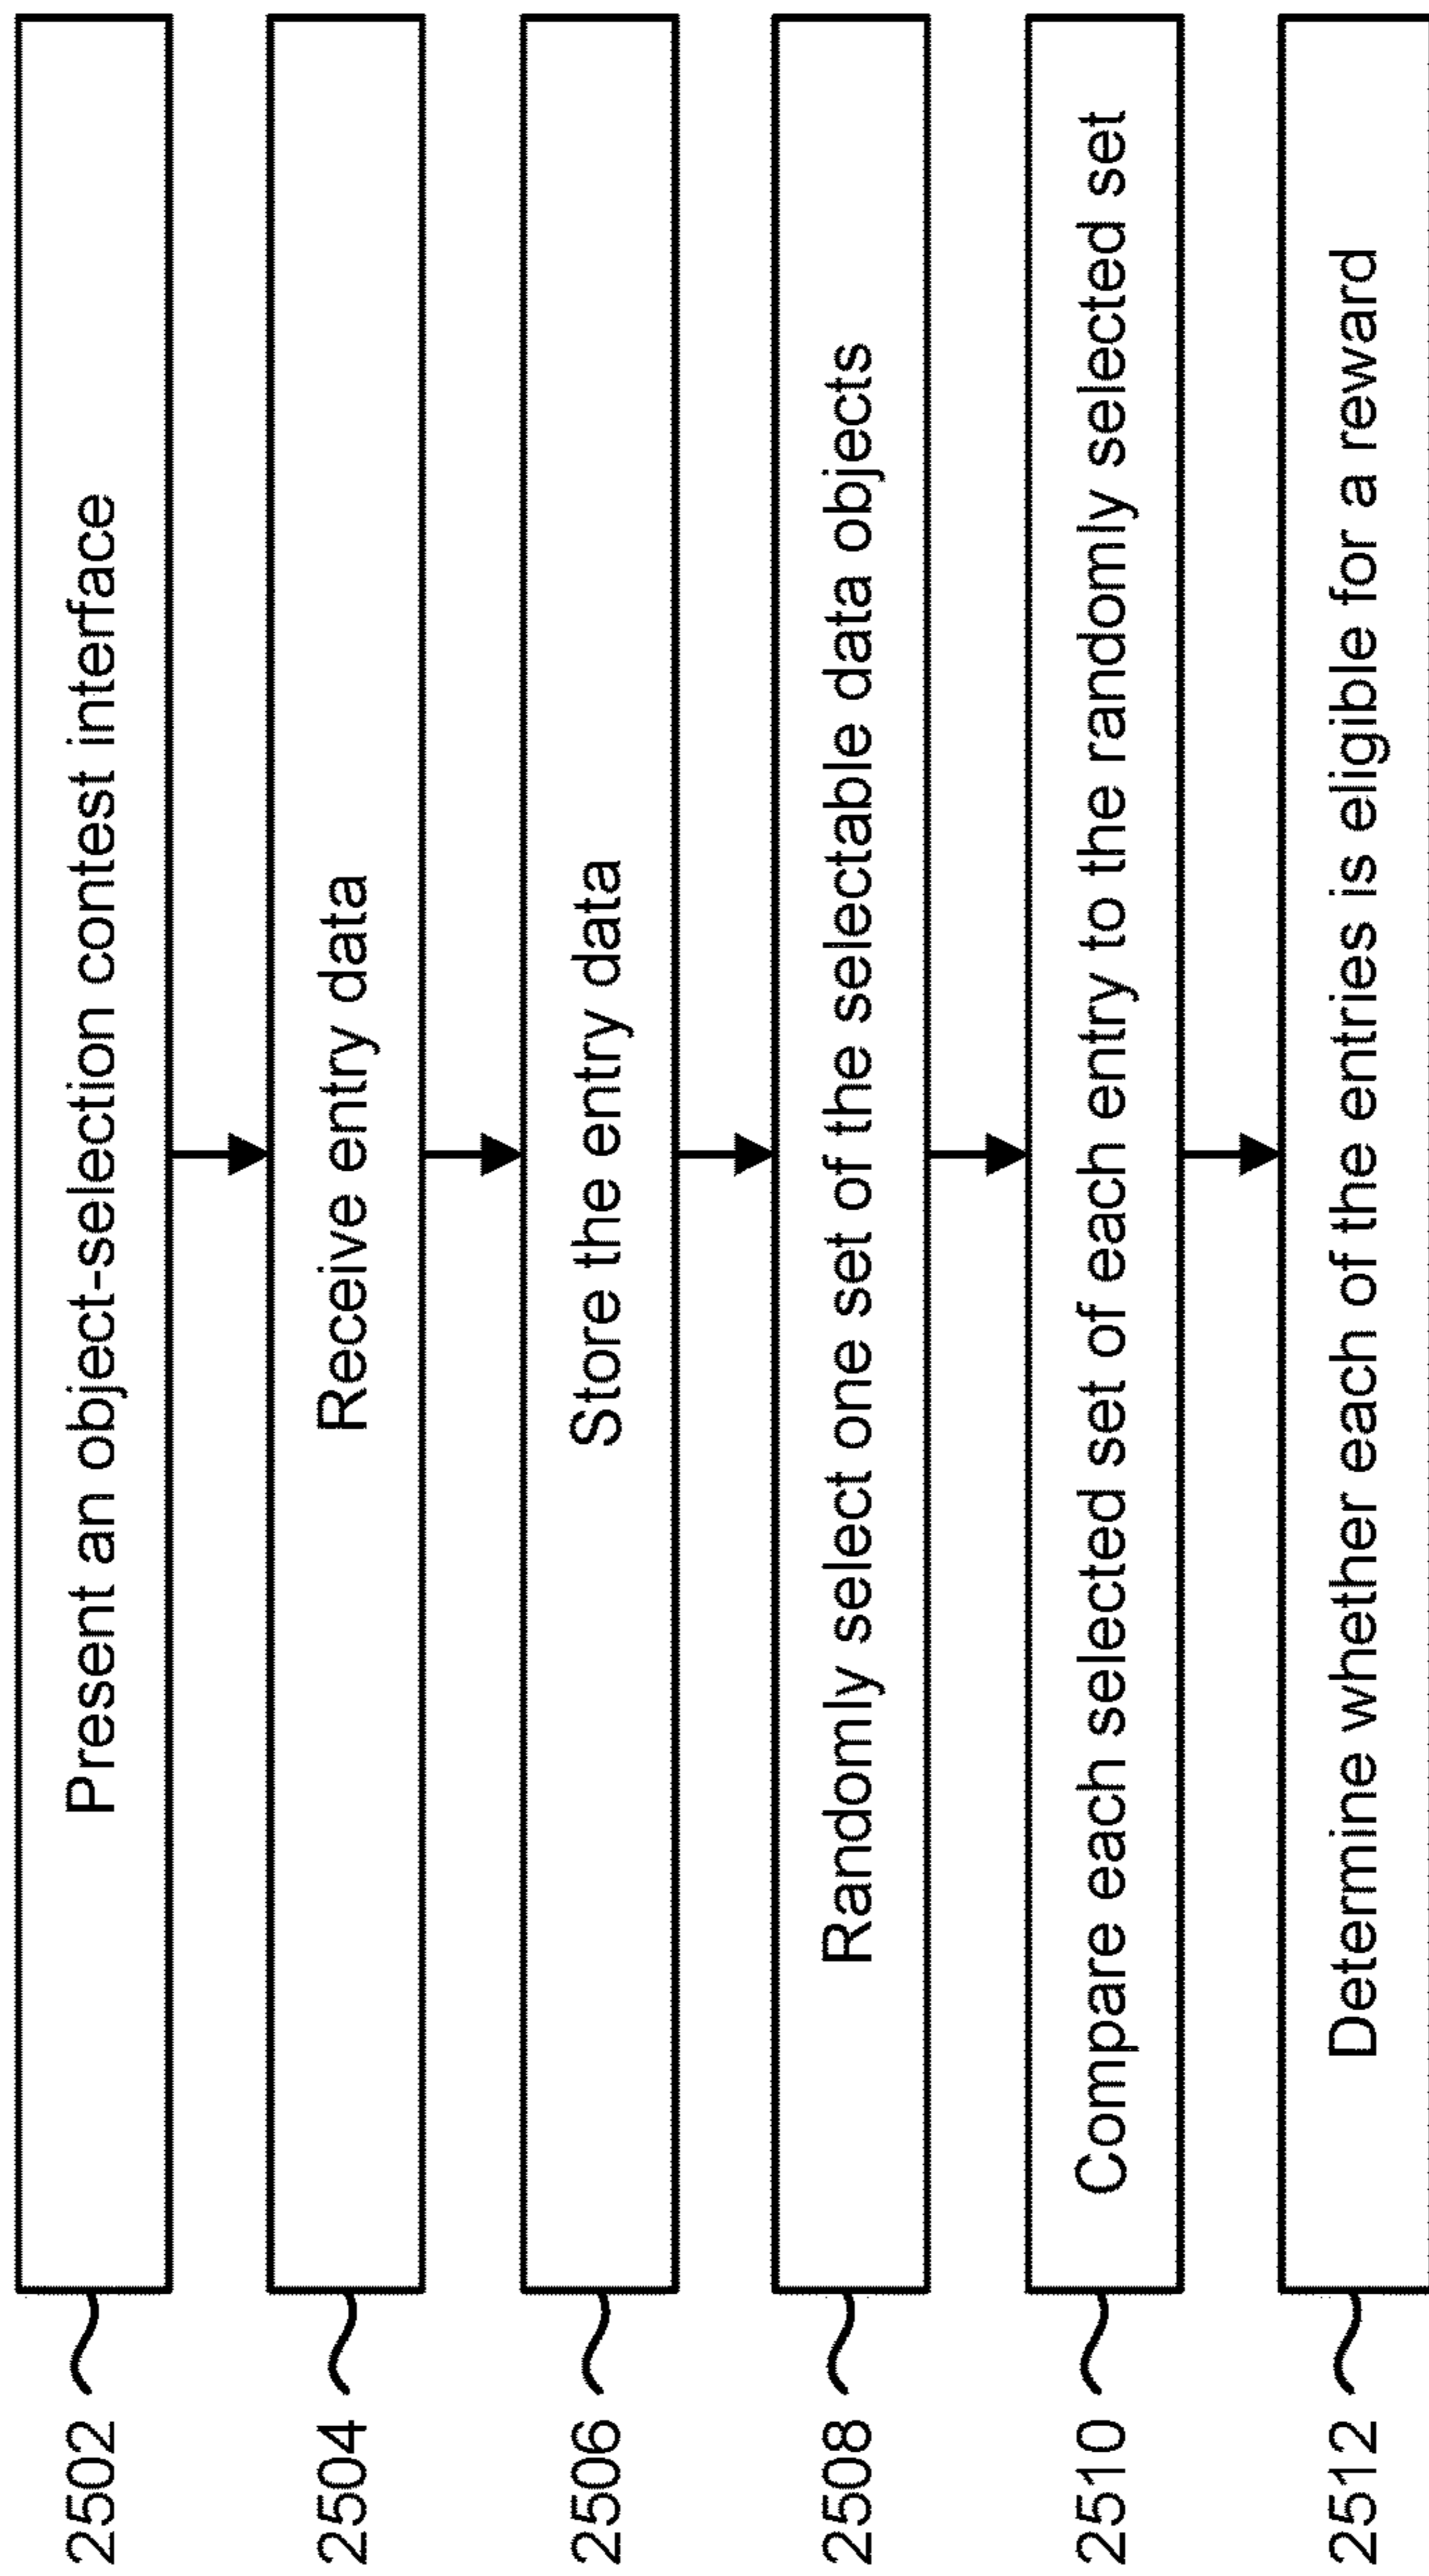 2502 Present an object-selection contest interface
2504 Receive entry data
2506 Store the entry data
2508 Randomly select one set of the selectable data objects
2510 Compare each selected set of each entry to the randomly selected set
2512 Determine whether each of the entries is eligible for a reward